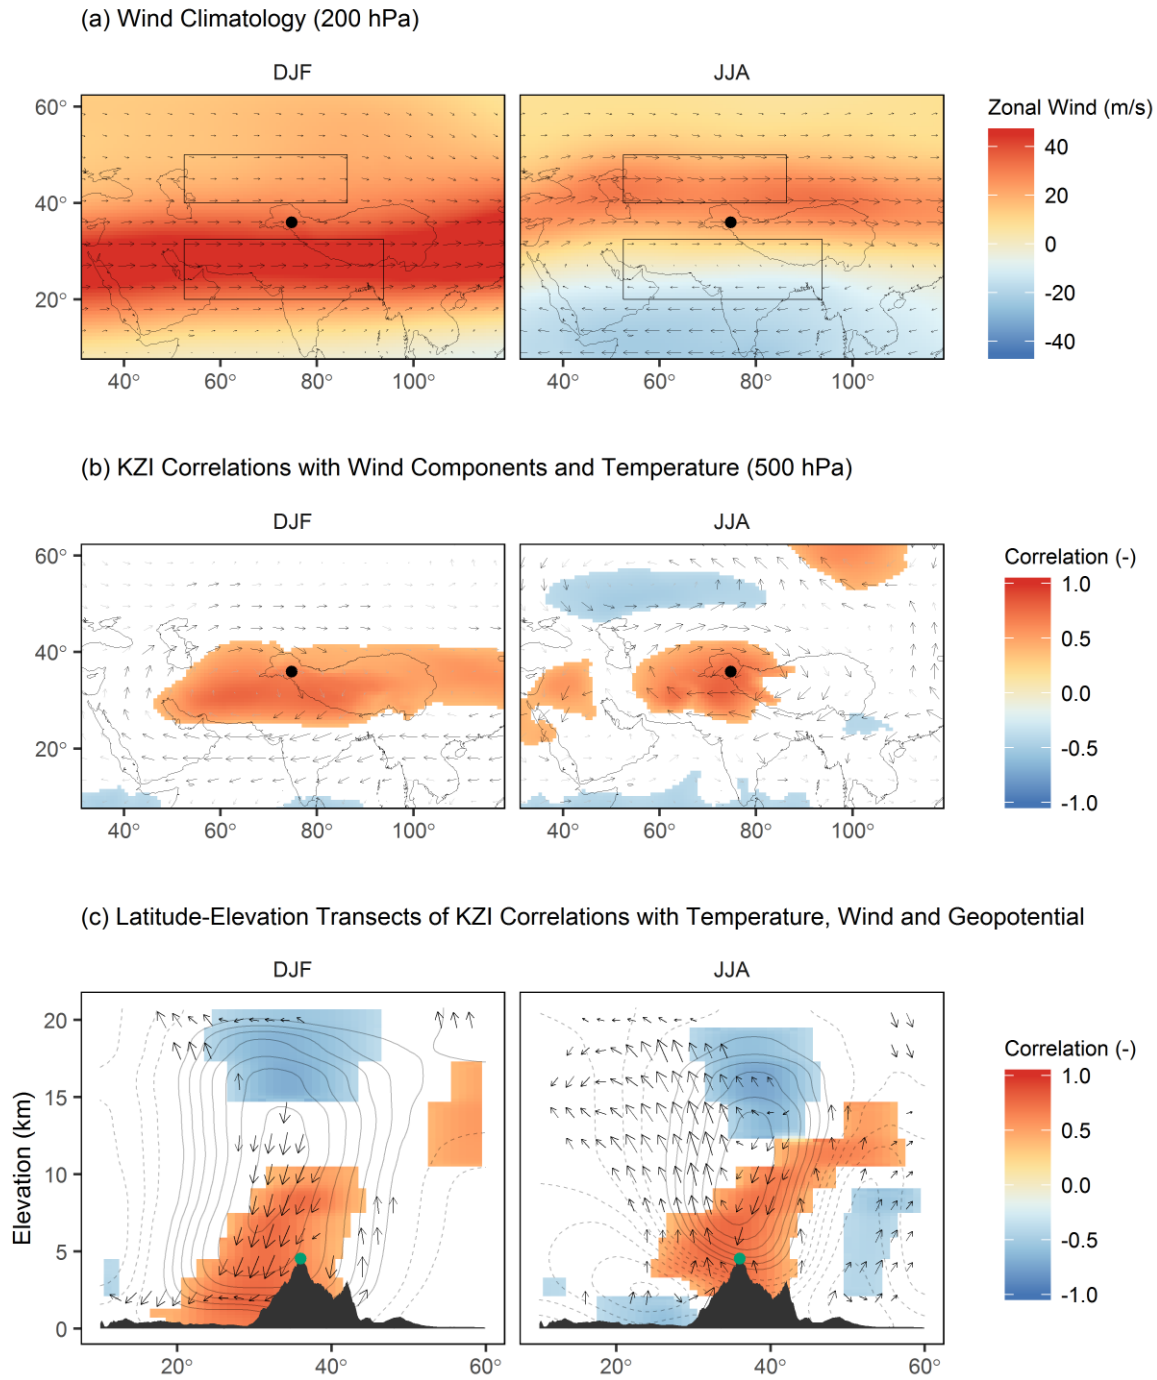 (a) Wind Climatology (200 hPa)
DJF
JJA
60°
40°
20°
40° 60° 80° 100°
40° 60° 80° 100°
Zonal Wind (m/s)
40
20
0
-20
-40
(b) KZI Correlations with Wind Components and Temperature (500 hPa)
DJF
JJA
60°
40°
20°
40° 60° 80° 100°
40° 60° 80° 100°
Correlation (-)
1.0
0.5
0.0
-0.5
-1.0
(c) Latitude-Elevation Transects of KZI Correlations with Temperature, Wind and Geopotential
DJF
JJA
Elevation (km)
20
15
10
5
0
20° 40° 60°
20° 40° 60°
Correlation (-)
1.0
0.5
0.0
-0.5
-1.0